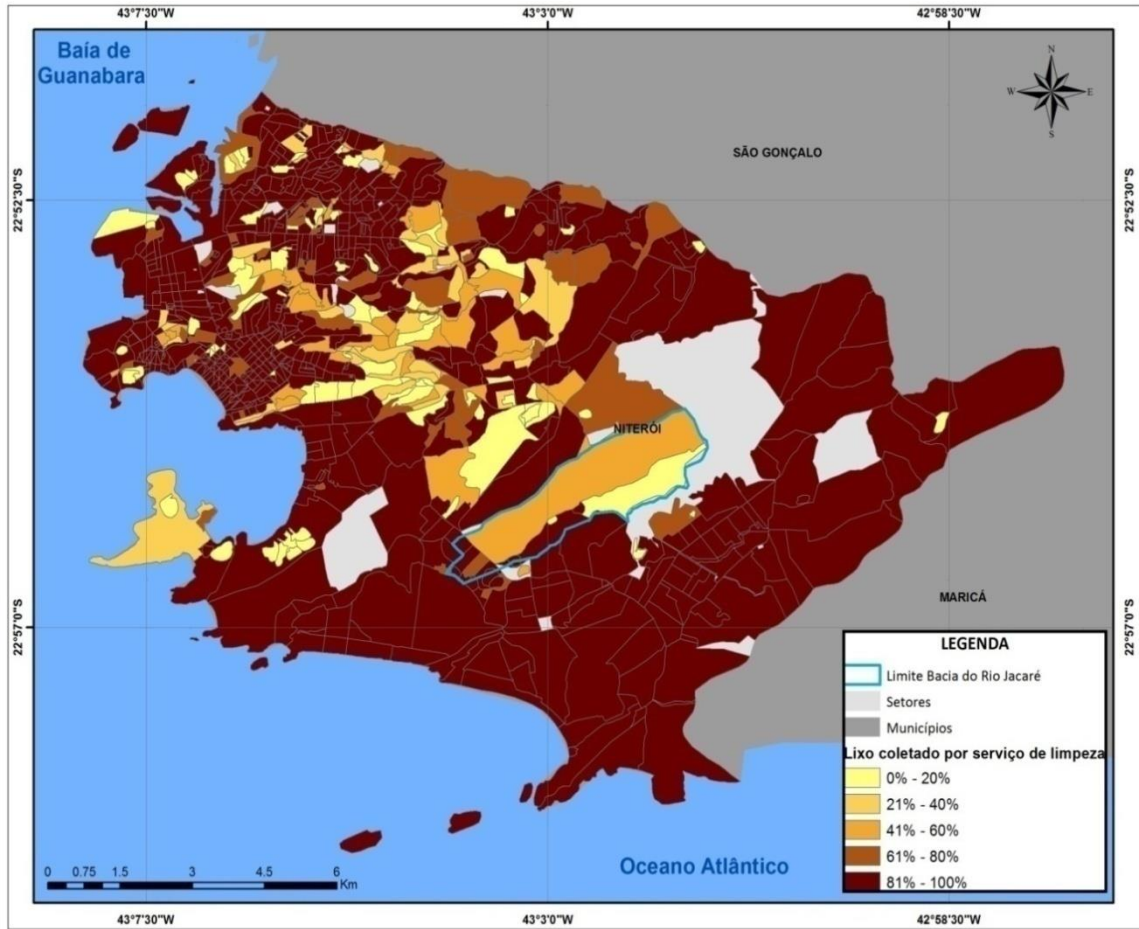 43°7'30"W
43°3'0"W
42°58'30"W
Baía de
Guanabara
N
W
E
S
SÃO GONÇALO
22°52'30"S
22°52'30"S
NITERÓI
MARICÁ
22°57'0"S
22°57'0"S
LEGENDA
Limite Bacia do Rio Jacaré
Setores
Municípios
Lixo coletado por serviço de limpeza
0% - 20%
21% - 40%
41% - 60%
61% - 80%
81% - 100%
Oceano Atlântico
0 0.75 1.5 3 4.5 6
Km
43°7'30"W
43°3'0"W
42°58'30"W